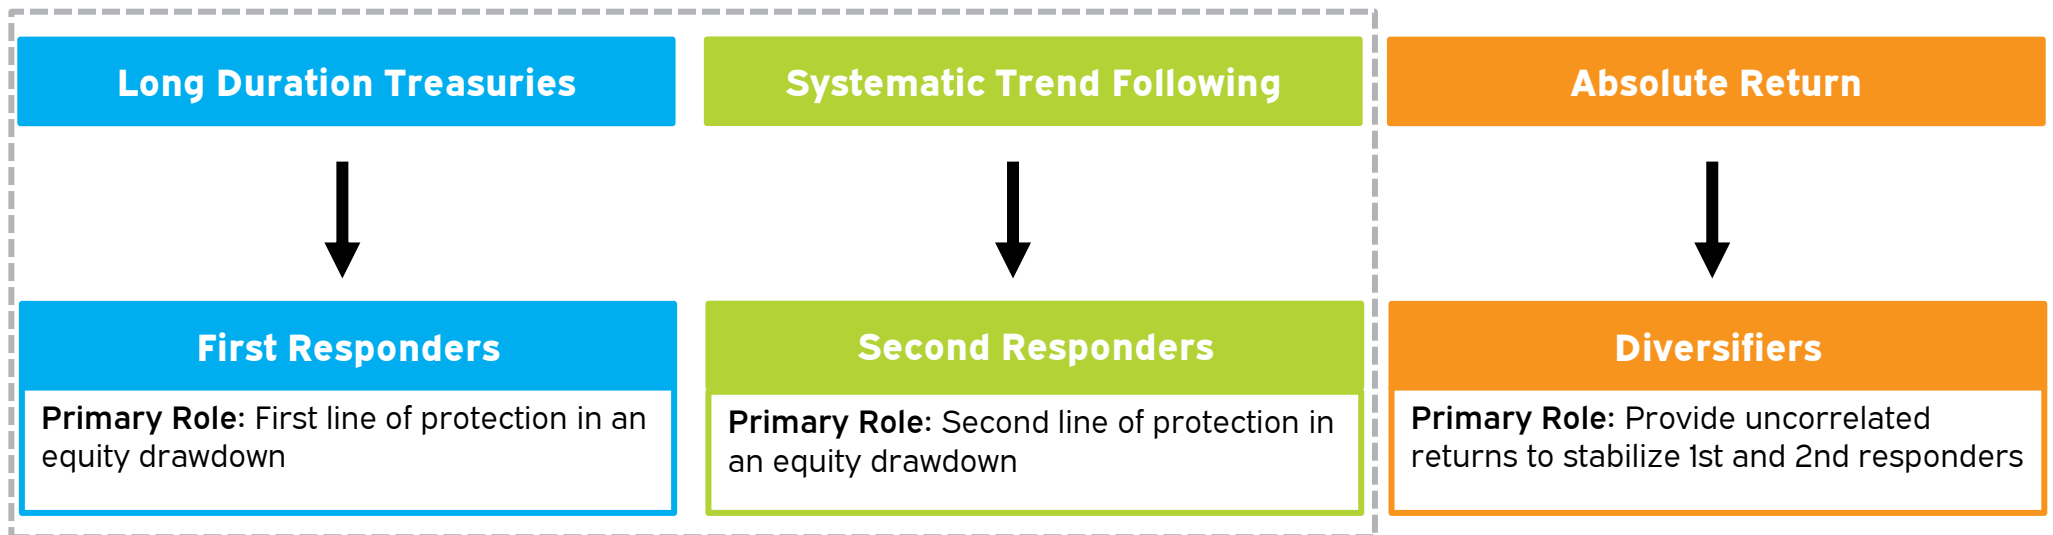 Long Duration Treasuries
Systematic Trend Following
Absolute Return
First Responders
Primary Role: First line of protection in an
equity drawdown
Second Responders
Primary Role: Second line of protection in
an equity drawdown
Diversifiers
Primary Role: Provide uncorrelated
returns to stabilize 1st and 2nd responders